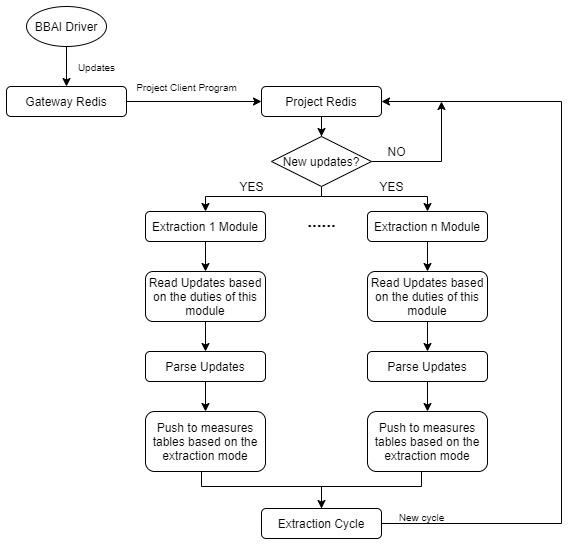 BBAI Driver
Updates
Gateway Redis
Project Client Program
Project Redis
New updates?
NO
YES
YES
Extraction 1 Module
......
Extraction n Module
Read Updates based
on the duties of this
module
Read Updates based
on the duties of this
module
Parse Updates
Parse Updates
Push to measures
tables based on the
extraction mode
Push to measures
tables based on the
extraction mode
Extraction Cycle
New cycle